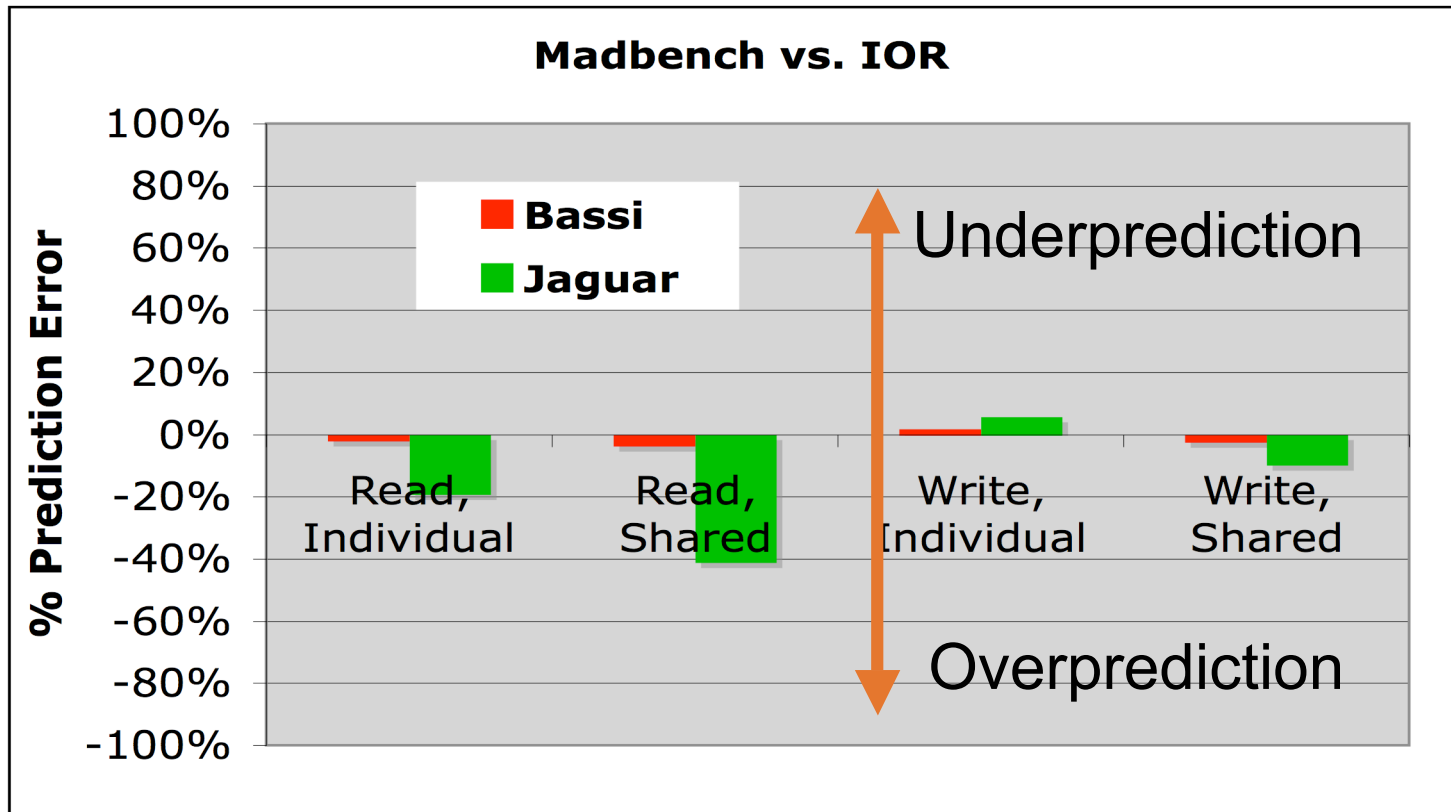 Madbench vs. IOR
% Prediction Error
100%
80%
60%
40%
20%
0%
-20%
-40%
-60%
-80%
-100%
Bassi
Jaguar
Underprediction
Overprediction
Read,
Individual
Read,
Shared
Write,
Individual
Write,
Shared